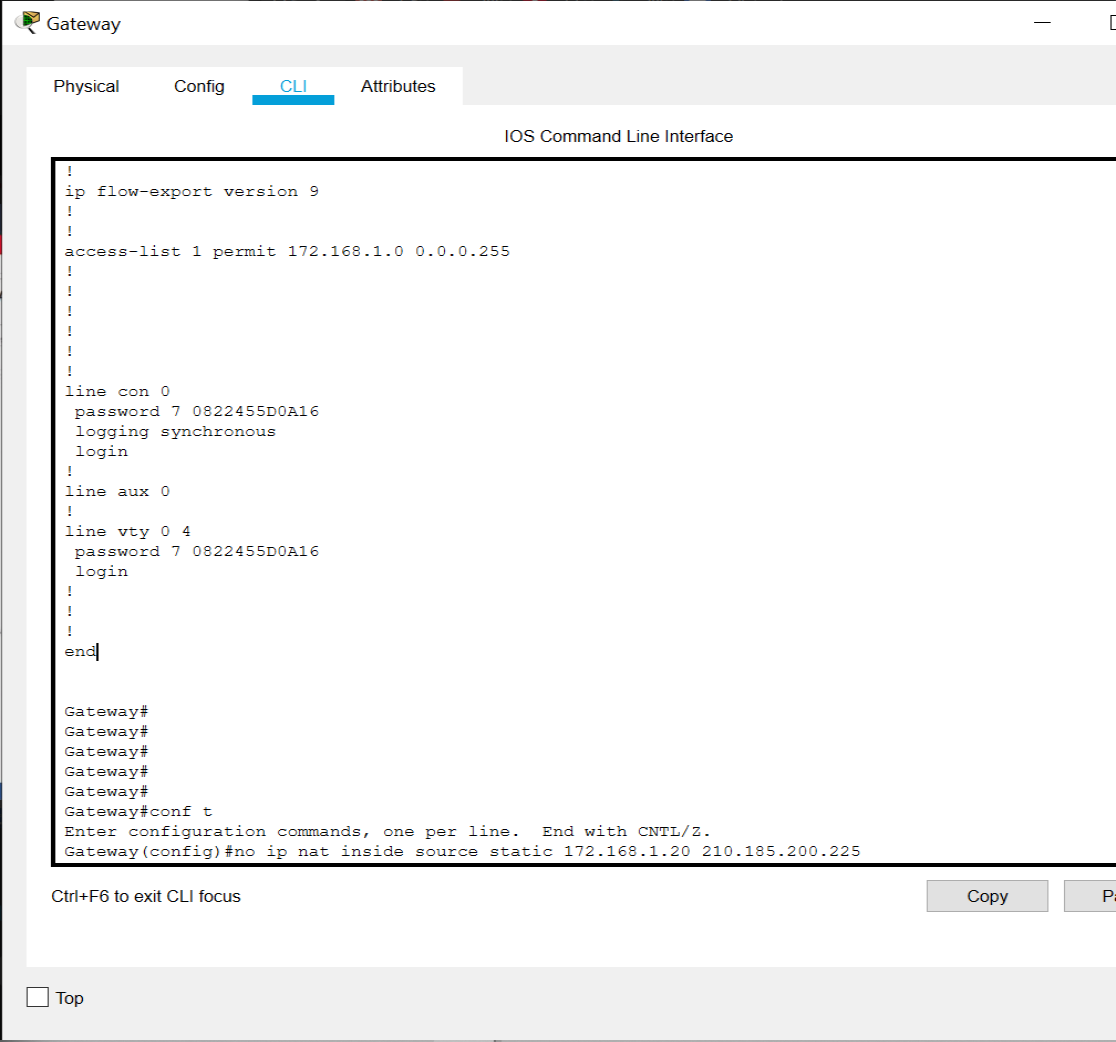 Gateway
Physical Config CLI Attributes
IOS Command Line Interface
!
ip flow-export version 9
!
!
access-list 1 permit 172.168.1.0 0.0.0.255
!
!
!
!
!
!
line con 0
password 7 0822455D0A16
logging synchronous
login
!
line aux 0
!
line vty 0 4
password 7 0822455D0A16
login
!
!
!
end
Gateway#
Gateway#
Gateway#
Gateway#
Gateway#
Gateway#conf t
Enter configuration commands, one per line.  End with CNTL/Z.
Gateway(config)#no ip nat inside source static 172.168.1.20 210.185.200.225
Ctrl+F6 to exit CLI focus
Copy
Top